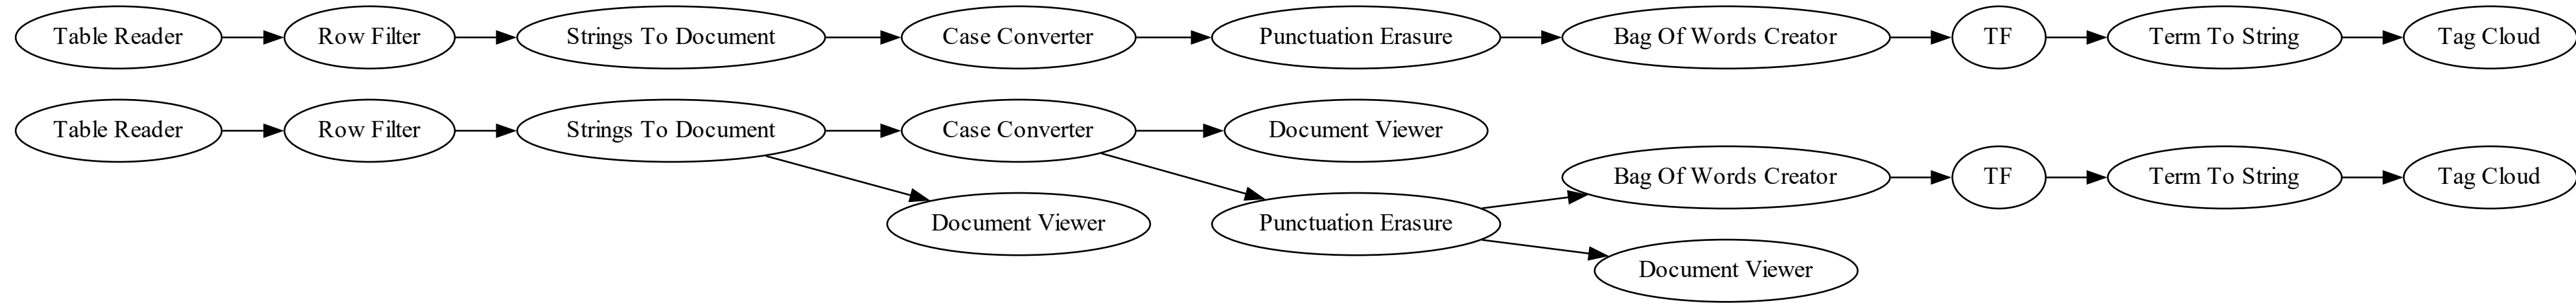 Table Reader
Row Filter
Strings To Document
Case Converter
Punctuation Erasure
Bag Of Words Creator
TF
Term To String
Tag Cloud
Table Reader
Row Filter
Strings To Document
Case Converter
Document Viewer
Bag Of Words Creator
TF
Term To String
Tag Cloud
Document Viewer
Punctuation Erasure
Document Viewer